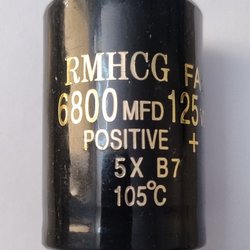 RMHCG FA
6800 MFD 125
POSITIVE +
5X B7
105°C